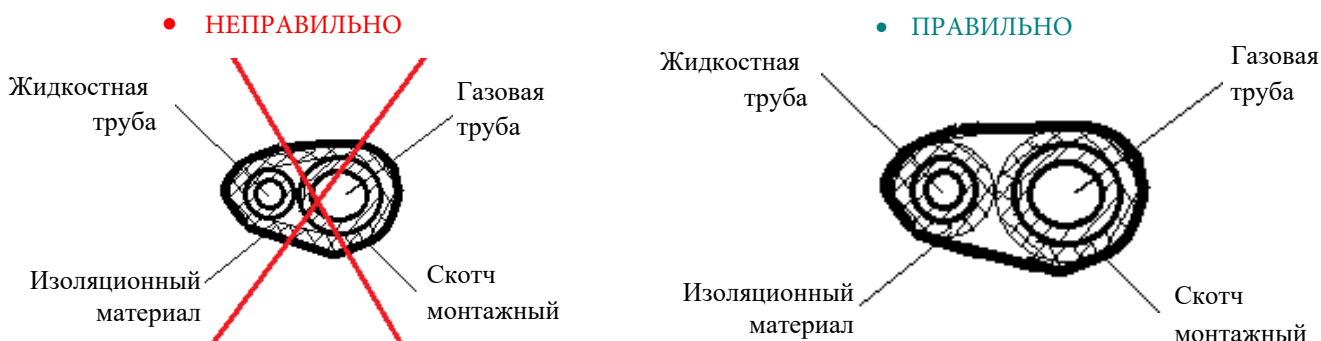 • НЕПРАВИЛЬНО
Жидкостная
труба
Газовая
труба
Изоляционный
материал
Скотч
монтажный
• ПРАВИЛЬНО
Жидкостная
труба
Газовая
труба
Изоляционный
материал
Скотч
монтажный